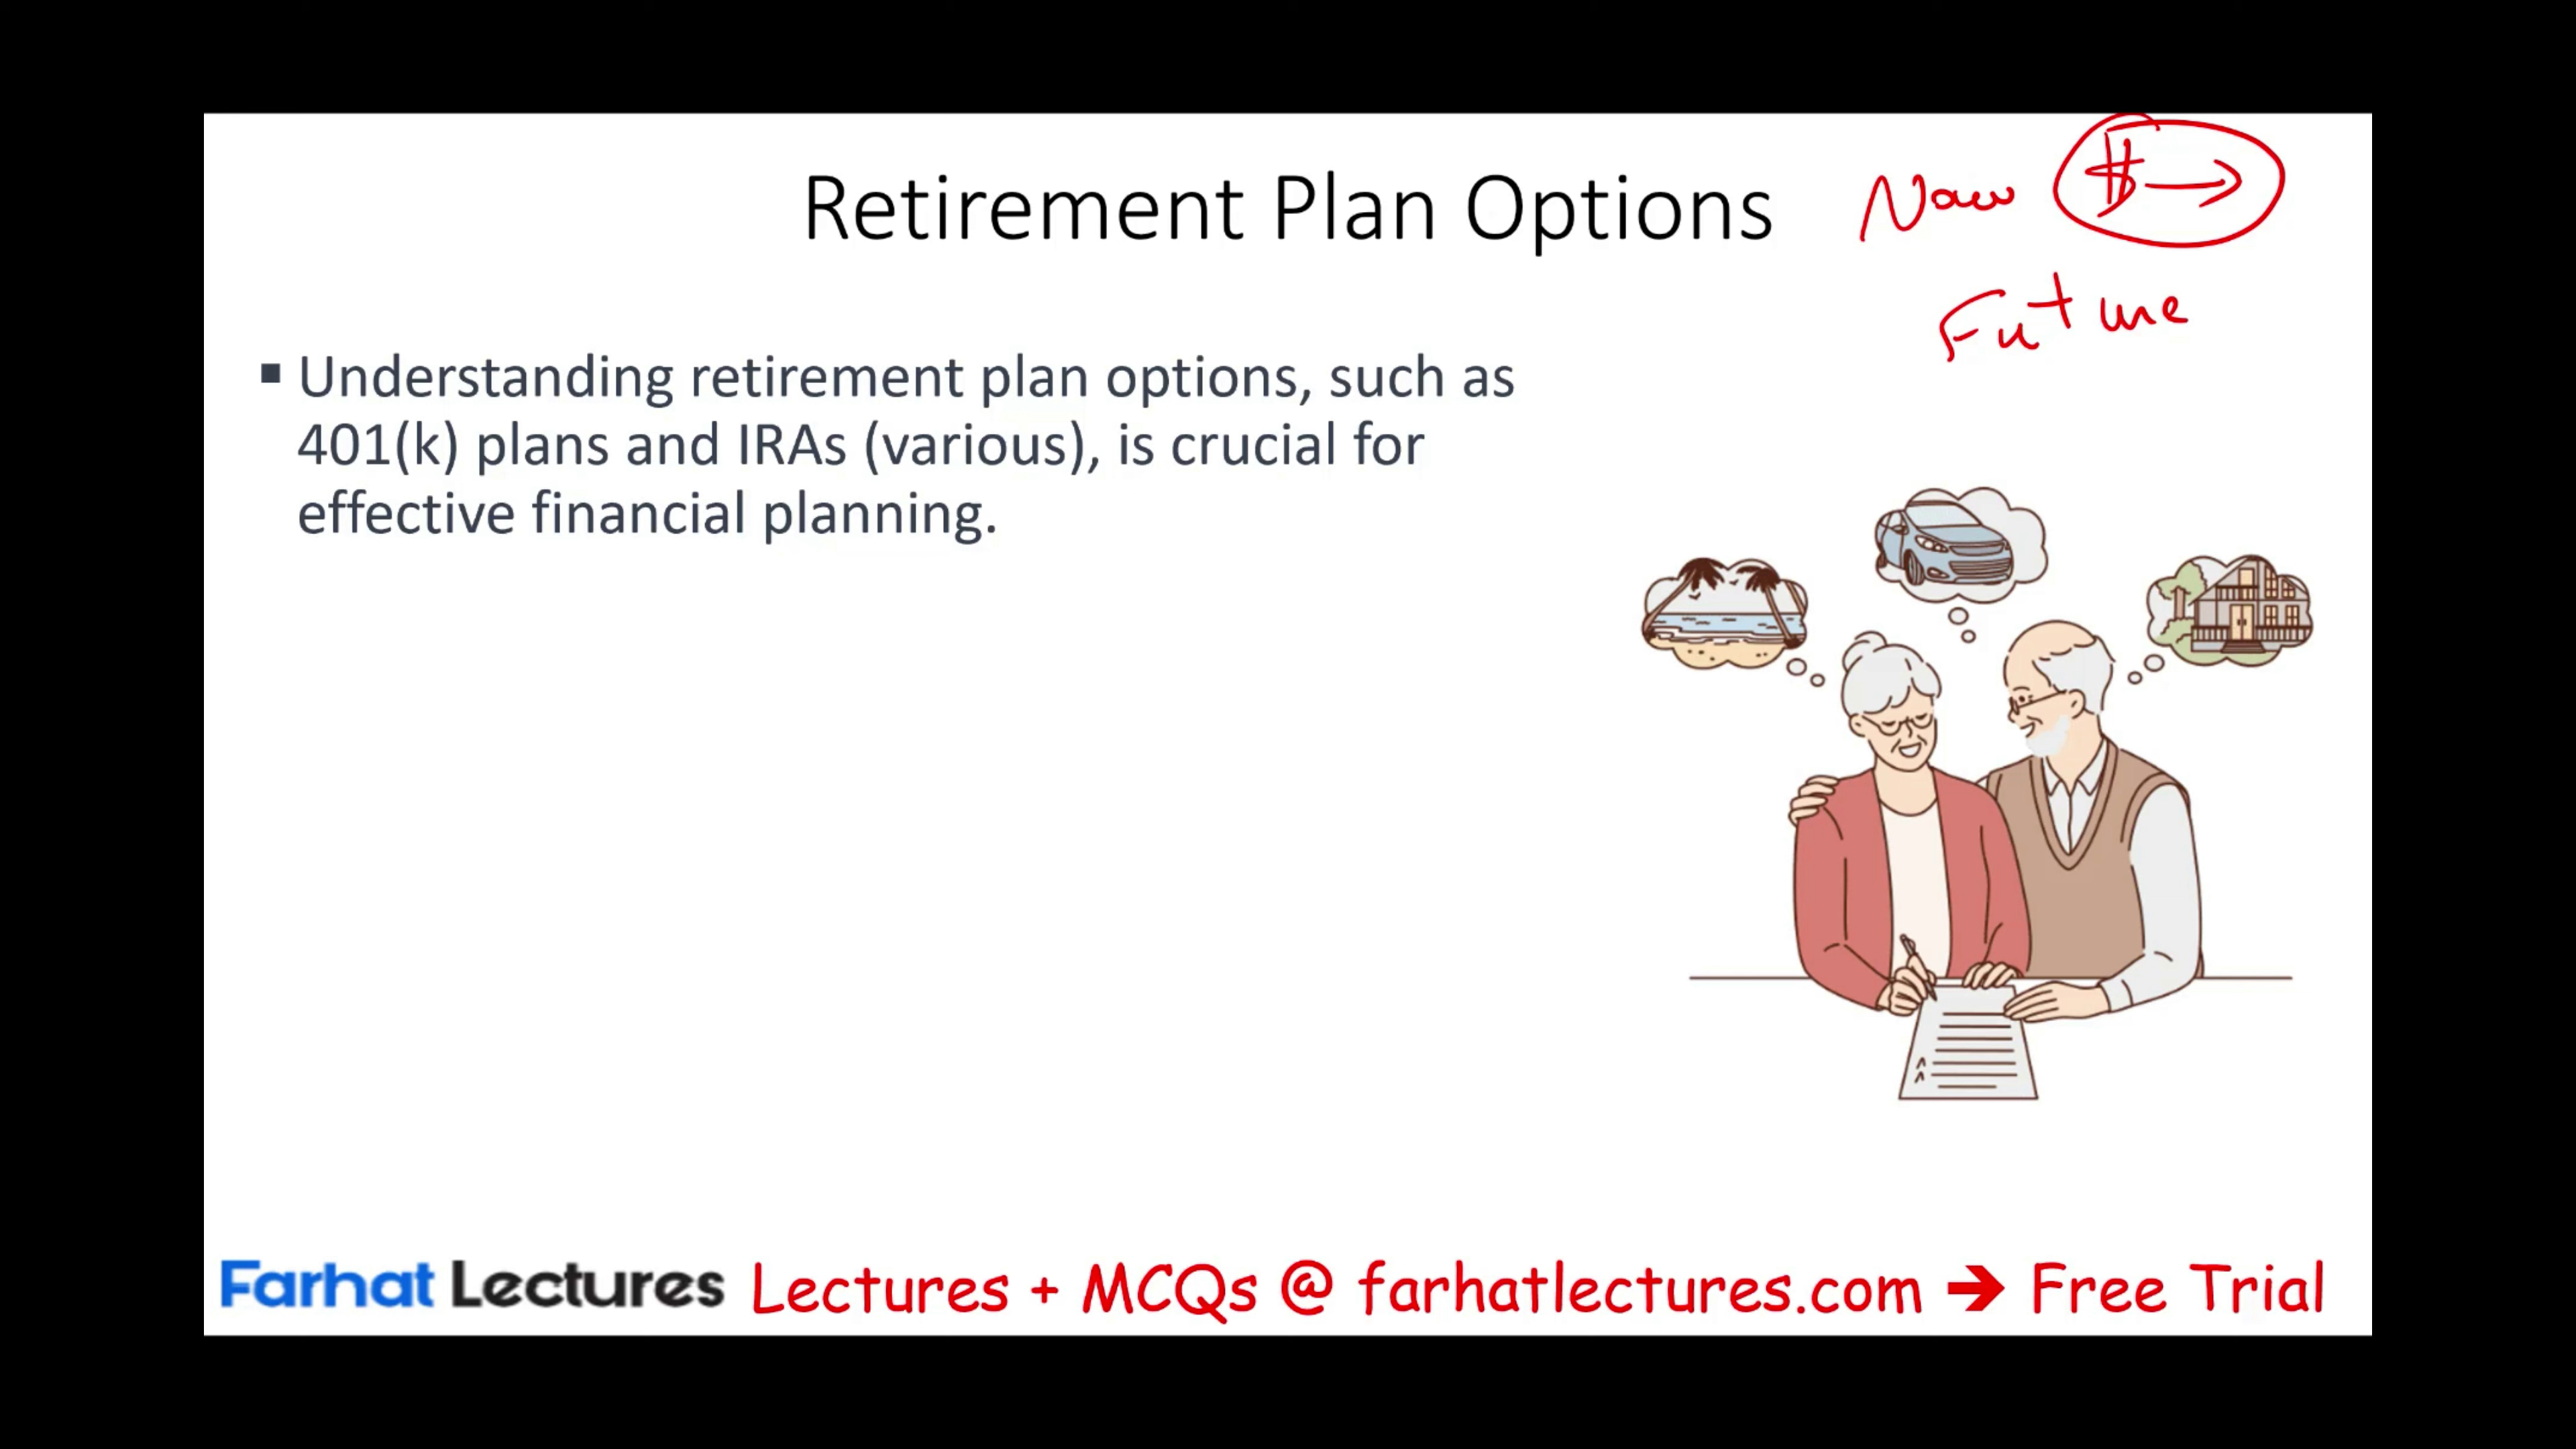 Retirement Plan Options
Now $→
Future
▪ Understanding retirement plan options, such as
401(k) plans and IRAs (various), is crucial for
effective financial planning.
Farhat Lectures Lectures + MCQs @ farhatlectures.com → Free Trial